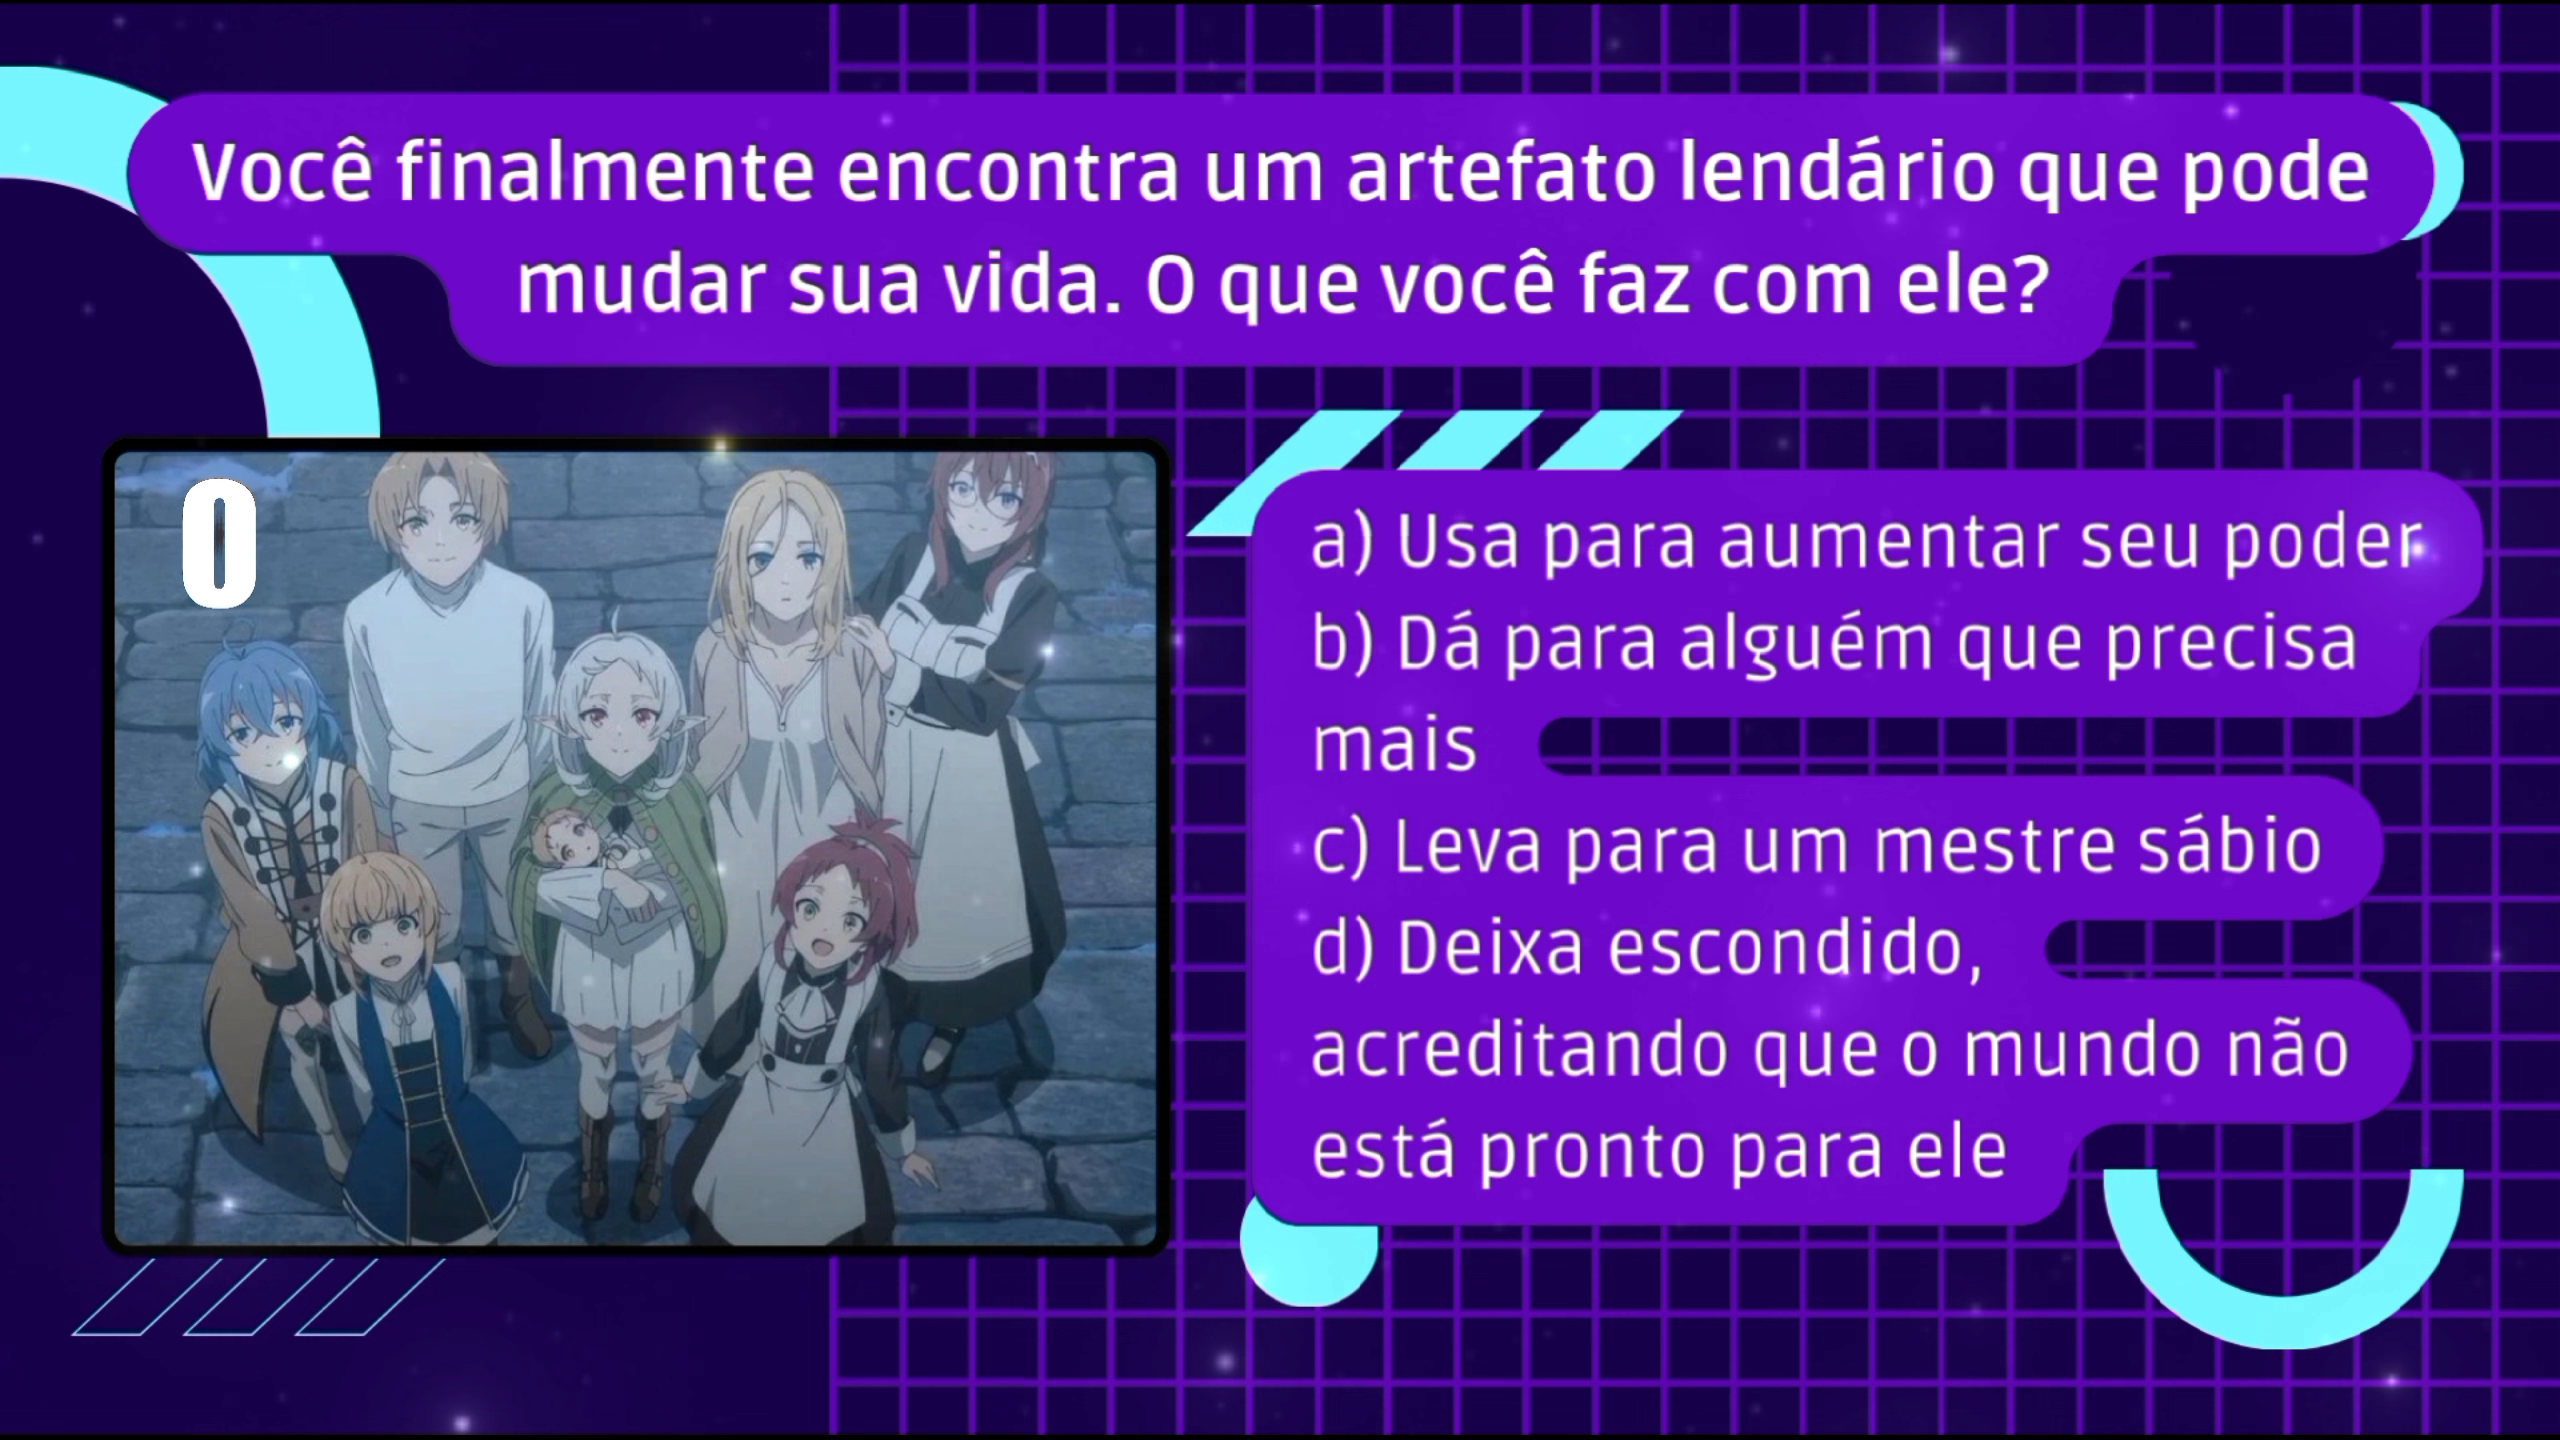 Você finalmente encontra um artefato lendário que pode
mudar sua vida. O que você faz com ele?
0
a) Usa para aumentar seu poder
b) Dá para alguém que precisa
mais
c) Leva para um mestre sábio
d) Deixa escondido,
acreditando que o mundo não
está pronto para ele